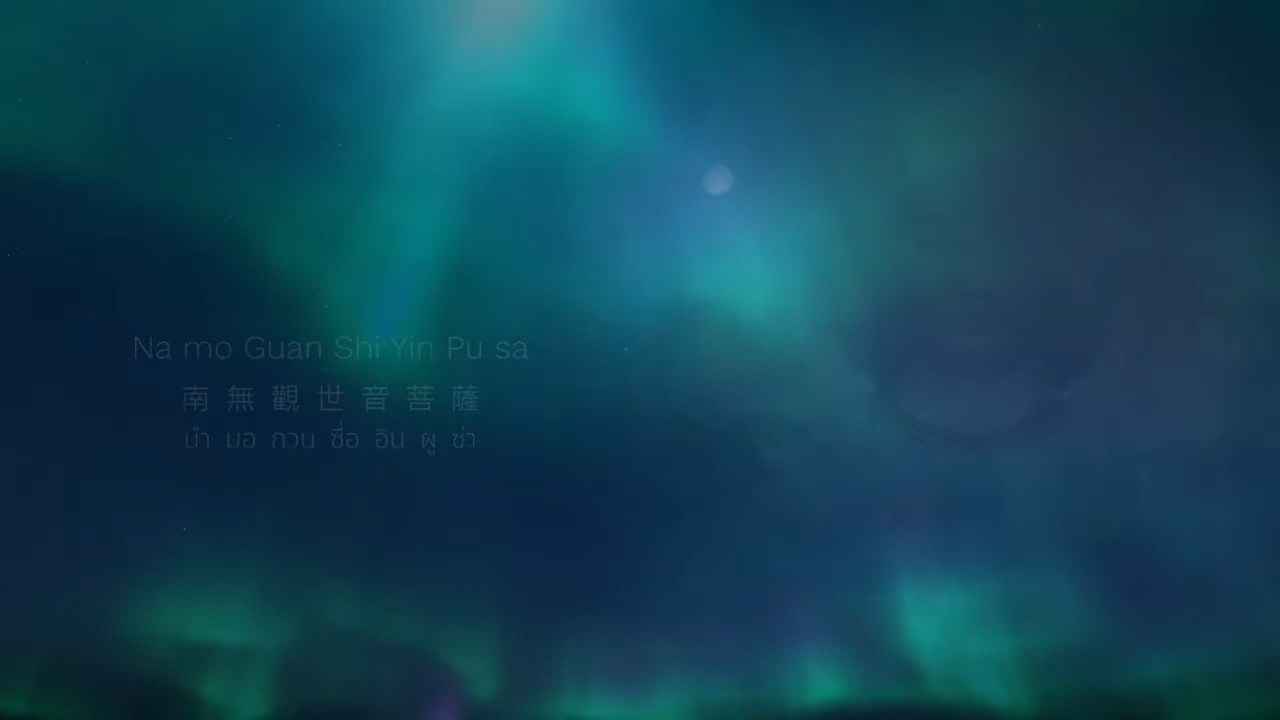 Na mo Guan Shi Yin Pu sa
南 無 觀 世 音 菩 薩
นำ มอ กวน ซื่อ อิน ผู ซ่า